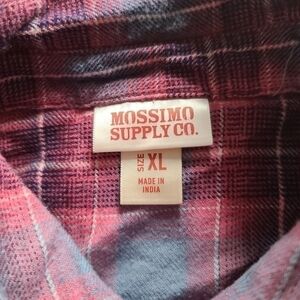 MOSSIMO
SUPPLY CO.
SIZE XL
MADE IN
INDIA